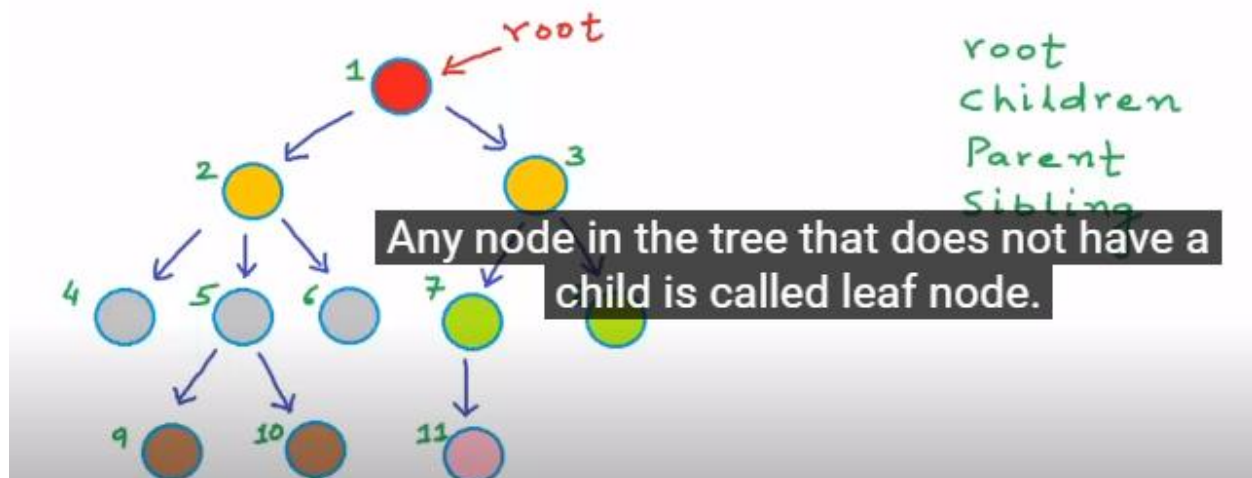 root
1
root
Children
Parent
Sibling
2
3
Any node in the tree that does not have a
child is called leaf node.
4
5
6
7
9
10
11